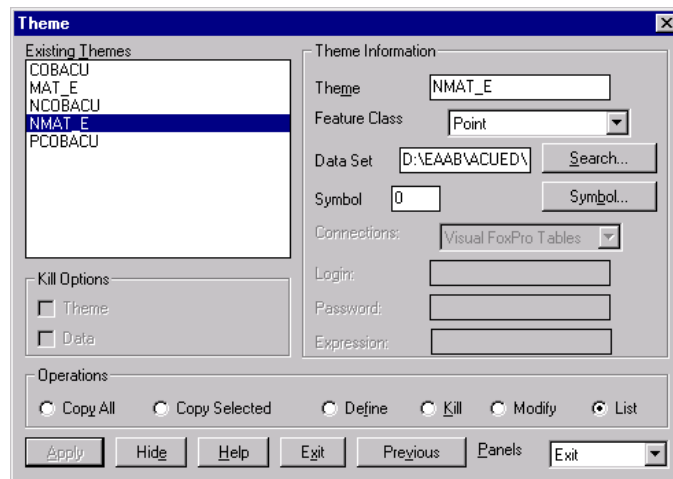 Theme
Existing Themes
COBACU
MAT_E
NCOBACU
NMAT_E
PCOBACU
Theme Information
Theme NMAT_E
Feature Class Point
Data Set D:\EAAB\ACUED\ Search...
Symbol 0 Symbol...
Connections: Visual FoxPro Tables
Login:
Password:
Expression:
Kill Options
Theme
Data
Operations
Copy All Copy Selected Define Kill Modify List
Apply Hide Help Exit Previous Panels Exit